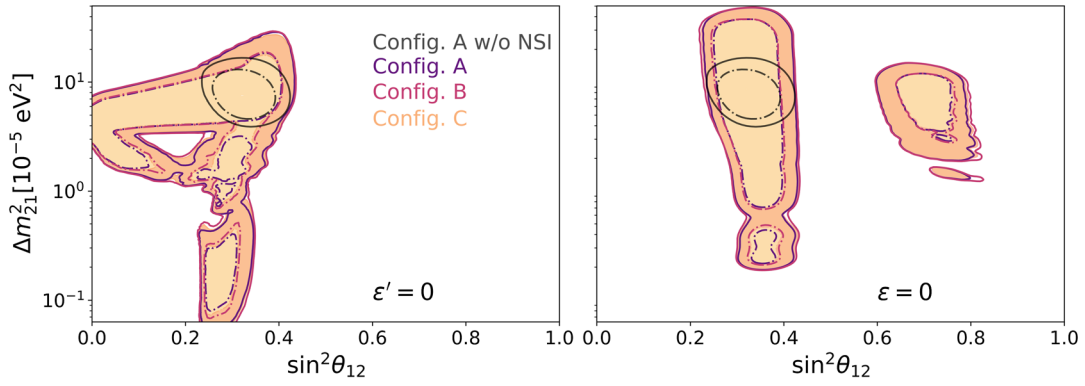 Δm²₂₁[10⁻⁵ eV²]
10¹
10⁰
10⁻¹
Config. A w/o NSI
Config. A
Config. B
Config. C
ε′ = 0
ε = 0
0.0 0.2 0.4 0.6 0.8 1.0
0.0 0.2 0.4 0.6 0.8 1.0
sin²θ₁₂
sin²θ₁₂